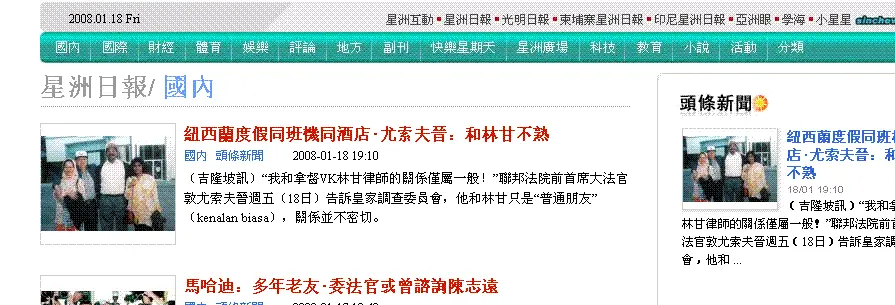 2008.01.18 Fri
星洲互動 ▪ 星洲日報 ▪ 光明日報 ▪ 柬埔寨星洲日報 ▪ 印尼星洲日報 ▪ 亞洲眼 ▪ 學海 ▪ 小星星
國內 國際 財經 體育 娛樂 評論 地方 副刊 快樂星期天 星洲廣場 科技 教育 小說 活動 分類
星洲日報/ 國內
紐西蘭度假同班機同酒店‧尤索夫晉：和林甘不熟
國內 頭條新聞 2008-01-18 19:10
（吉隆坡訊）“我和拿督VK林甘律師的關係僅屬一般！”聯邦法院前首席大法官
敦尤索夫晉週五（18日）告訴皇家調查委員會，他和林甘只是“普通朋友”
（kenalan biasa），關係並不密切。
馬哈迪：多年老友‧委法官或曾諮詢陳志遠
國內 頭條新聞
頭條新聞
紐西蘭度假同班
店‧尤索夫晉：和
不熟
18/01 19:10
（吉隆坡訊）“我和
林甘律師的關係僅屬一般！”聯邦法院前首
法官敦尤索夫晉週五（18日）告訴皇家調
會，他和 ...